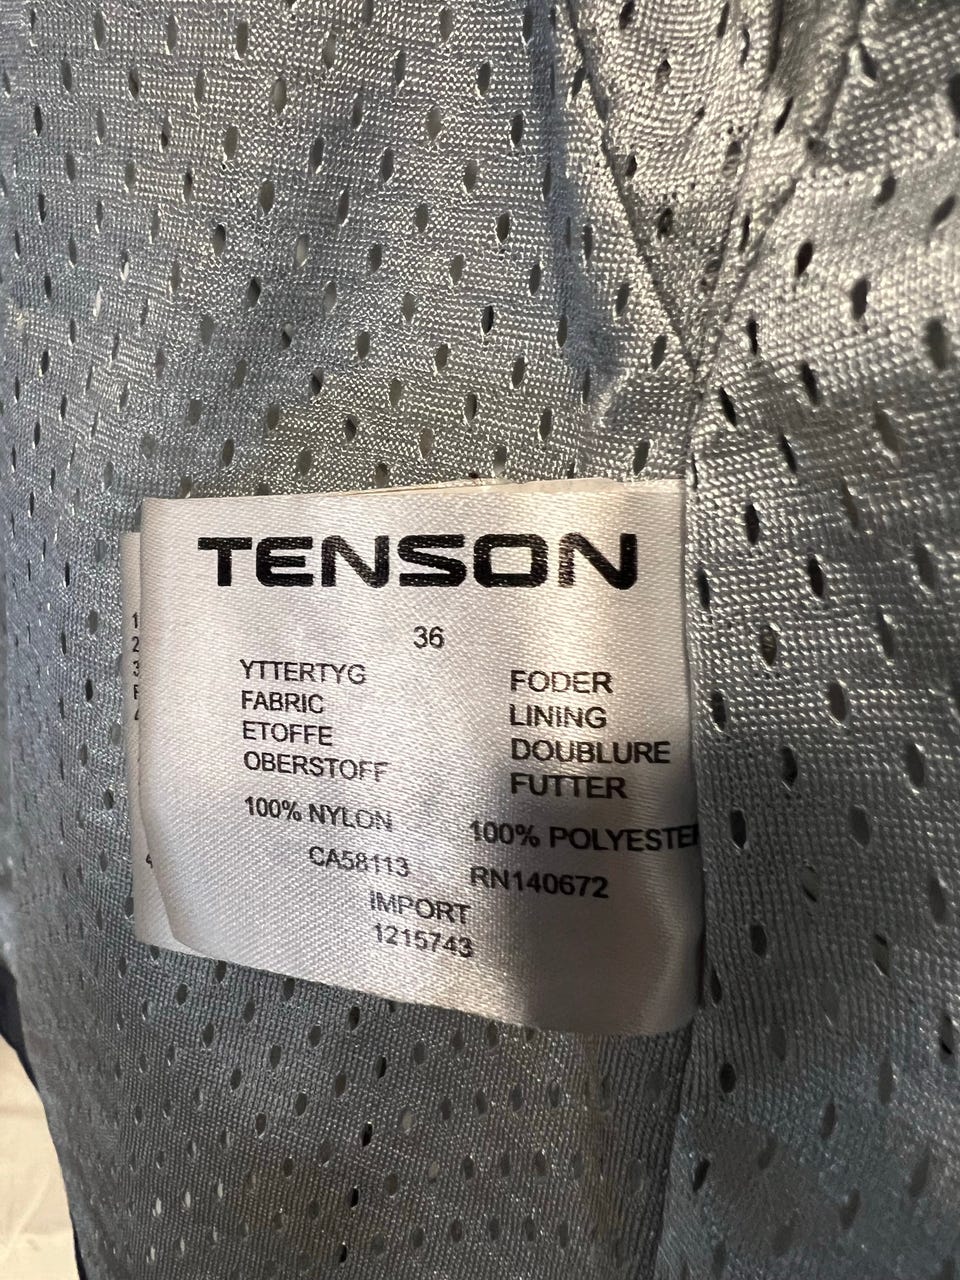 TENSON
36
YTTERTYG
FABRIC
ETOFFE
OBERSTOFF
100% NYLON
FODER
LINING
DOUBLURE
FUTTER
100% POLYESTER
CA58113 RN140672
IMPORT
1215743